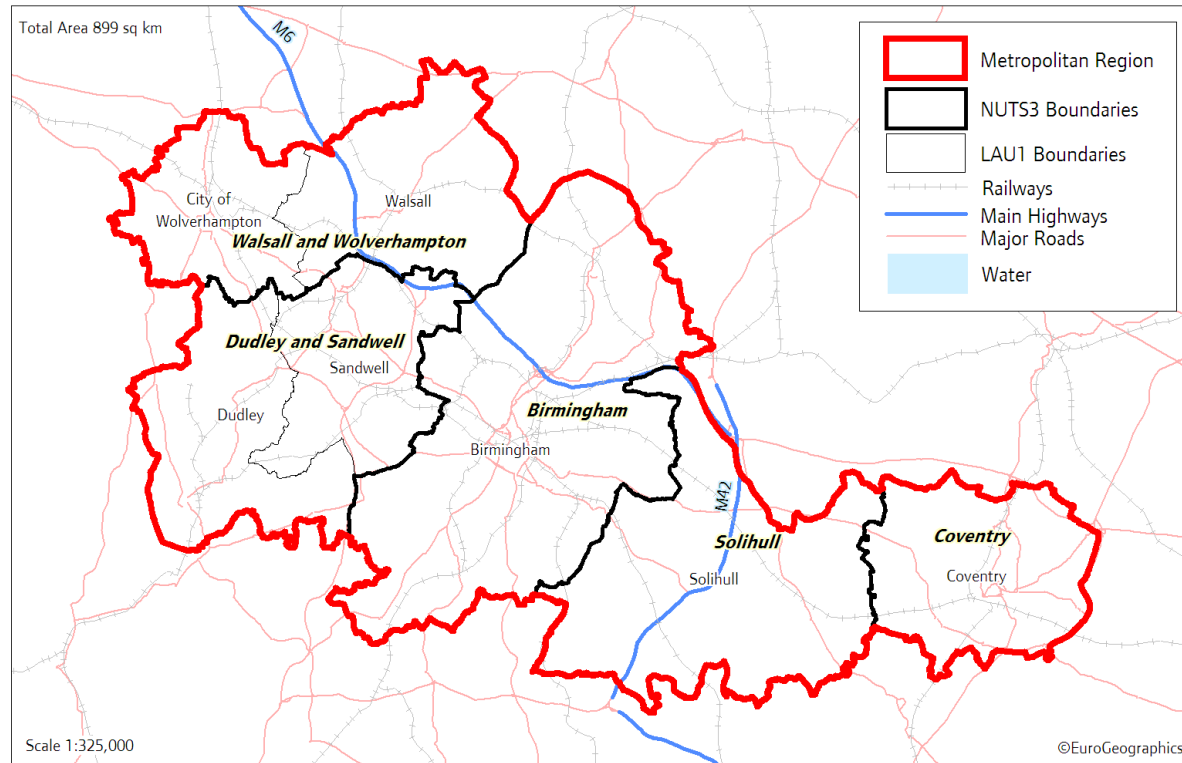 Total Area 899 sq km
M6
Metropolitan Region
NUTS3 Boundaries
LAU1 Boundaries
Railways
Main Highways
Major Roads
Water
City of
Wolverhampton
Walsall
Walsall and Wolverhampton
Dudley and Sandwell
Sandwell
Dudley
Birmingham
Birmingham
M42
Solihull
Solihull
Coventry
Coventry
Scale 1:325,000
©EuroGeographics